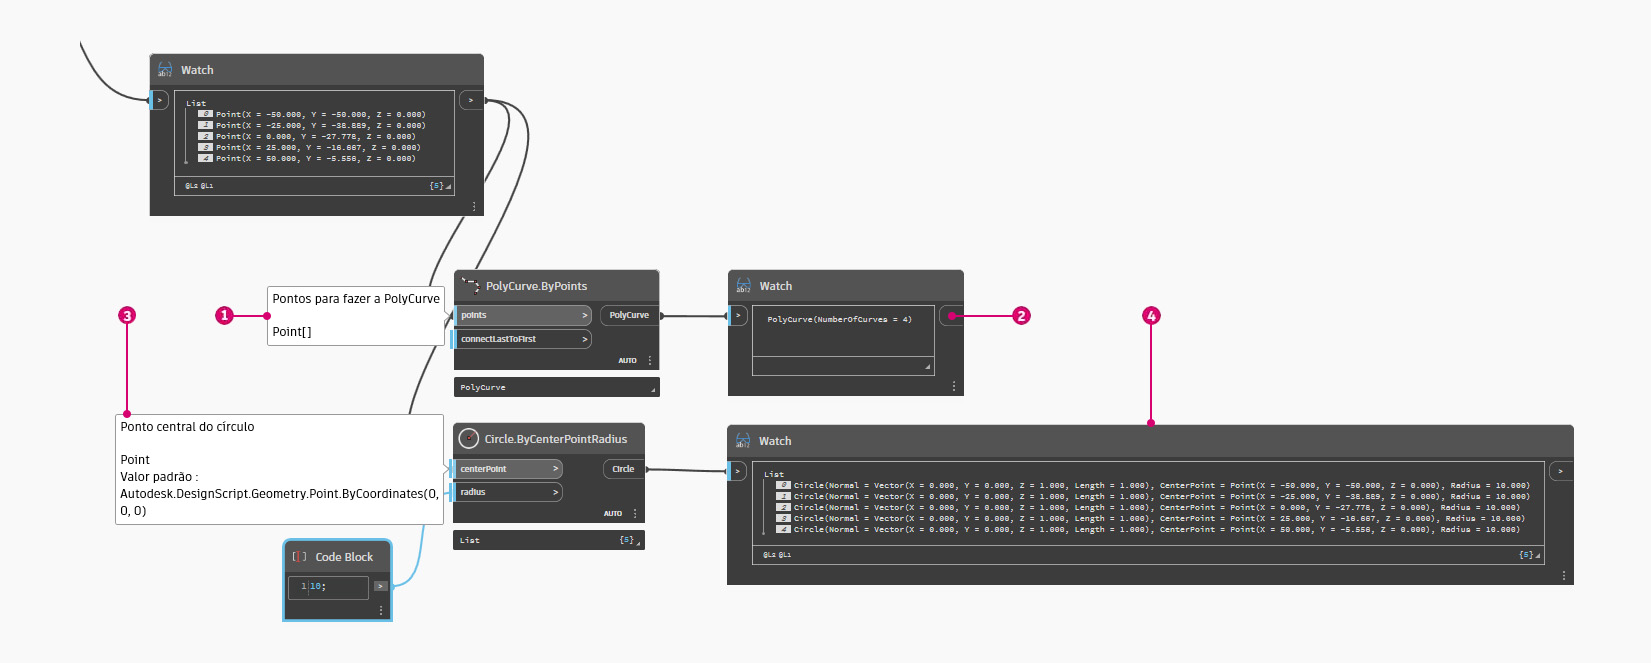 Watch
>
>
List
0 Point(X = -50.000, Y = -50.000, Z = 0.000)
1 Point(X = -25.000, Y = -38.889, Z = 0.000)
2 Point(X = 0.000, Y = -27.778, Z = 0.000)
3 Point(X = 25.000, Y = -16.667, Z = 0.000)
4 Point(X = 50.000, Y = -5.556, Z = 0.000)
@L2 @L1 {5}
1
Pontos para fazer a PolyCurve
Point[]
PolyCurve.ByPoints
points >
PolyCurve
connectLastToFirst >
AUTO
PolyCurve
Watch
>
PolyCurve(NumberOfCurves = 4)
2
3
Ponto central do círculo
Point
Valor padrão :
Autodesk.DesignScript.Geometry.Point.ByCoordinates(0,
0, 0)
Circle.ByCenterPointRadius
centerPoint >
Circle
radius >
AUTO
List {5}
Code Block
1 10;
>
4
Watch
>
>
List
0 Circle(Normal = Vector(X = 0.000, Y = 0.000, Z = 1.000, Length = 1.000), CenterPoint = Point(X = -50.000, Y = -50.000, Z = 0.000), Radius = 10.000)
1 Circle(Normal = Vector(X = 0.000, Y = 0.000, Z = 1.000, Length = 1.000), CenterPoint = Point(X = -25.000, Y = -38.889, Z = 0.000), Radius = 10.000)
2 Circle(Normal = Vector(X = 0.000, Y = 0.000, Z = 1.000, Length = 1.000), CenterPoint = Point(X = 0.000, Y = -27.778, Z = 0.000), Radius = 10.000)
3 Circle(Normal = Vector(X = 0.000, Y = 0.000, Z = 1.000, Length = 1.000), CenterPoint = Point(X = 25.000, Y = -16.667, Z = 0.000), Radius = 10.000)
4 Circle(Normal = Vector(X = 0.000, Y = 0.000, Z = 1.000, Length = 1.000), CenterPoint = Point(X = 50.000, Y = -5.556, Z = 0.000), Radius = 10.000)
@L2 @L1 {5}